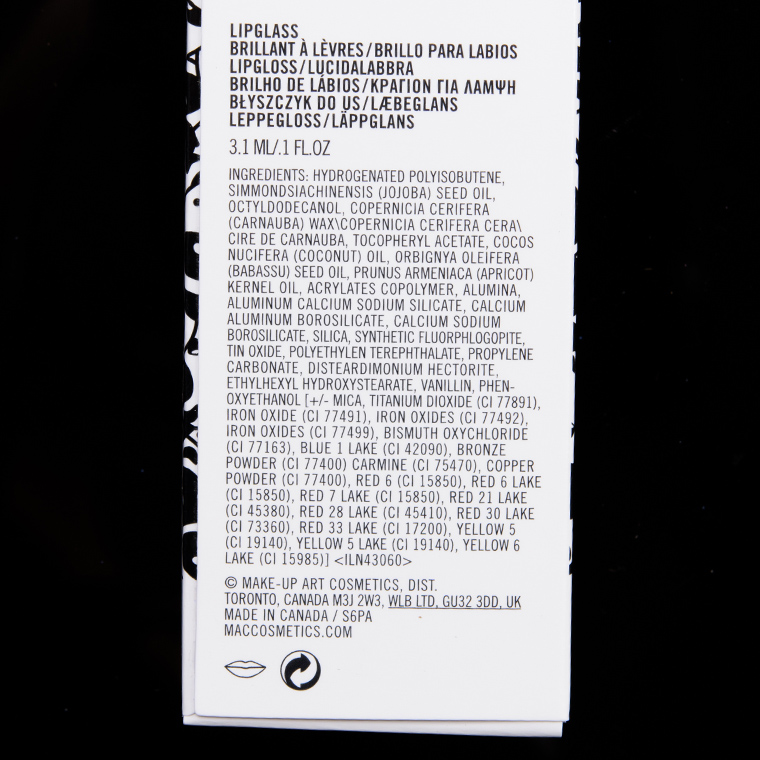 LIPGLASS
BRILLANT À LÈVRES/BRILLO PARA LABIOS
LIPGLOSS/LUCIDALABBRA
BRILHO DE LÁBIOS/ΚΡΑΓΙΟΝ ΓΙΑ ΛΑΜΨΗ
BŁYSZCZYK DO US/LÆBEGLANS
LEPPEGLOSS/LÄPPGLANS
3.1 ML/.1 FL.OZ
INGREDIENTS: HYDROGENATED POLYISOBUTENE,
SIMMONDSIACHINENSIS (JOJOBA) SEED OIL,
OCTYLDODECANOL, COPERNICIA CERIFERA
(CARNAUBA) WAX\COPERNICIA CERIFERA CERA\
CIRE DE CARNAUBA, TOCOPHERYL ACETATE, COCOS
NUCIFERA (COCONUT) OIL, ORBIGNYA OLEIFERA
(BABASSU) SEED OIL, PRUNUS ARMENIACA (APRICOT)
KERNEL OIL, ACRYLATES COPOLYMER, ALUMINA,
ALUMINUM CALCIUM SODIUM SILICATE, CALCIUM
ALUMINUM BOROSILICATE, CALCIUM SODIUM
BOROSILICATE, SILICA, SYNTHETIC FLUORPHLOGOPITE,
TIN OXIDE, POLYETHYLEN TEREPHTHALATE, PROPYLENE
CARBONATE, DISTEARDIMONIUM HECTORITE,
ETHYLHEXYL HYDROXYSTEARATE, VANILLIN, PHEN-
OXYETHANOL [+/- MICA, TITANIUM DIOXIDE (CI 77891),
IRON OXIDE (CI 77491), IRON OXIDES (CI 77492),
IRON OXIDES (CI 77499), BISMUTH OXYCHLORIDE
(CI 77163), BLUE 1 LAKE (CI 42090), BRONZE
POWDER (CI 77400) CARMINE (CI 75470), COPPER
POWDER (CI 77400), RED 6 (CI 15850), RED 6 LAKE
(CI 15850), RED 7 LAKE (CI 15850), RED 21 LAKE
(CI 45380), RED 28 LAKE (CI 45410), RED 30 LAKE
(CI 73360), RED 33 LAKE (CI 17200), YELLOW 5
(CI 19140), YELLOW 5 LAKE (CI 19140), YELLOW 6
LAKE (CI 15985)] <ILN43060>
© MAKE-UP ART COSMETICS, DIST.
TORONTO, CANADA M3J 2W3, WLB LTD, GU32 3DD, UK
MADE IN CANADA / S6PA
MACCOSMETICS.COM